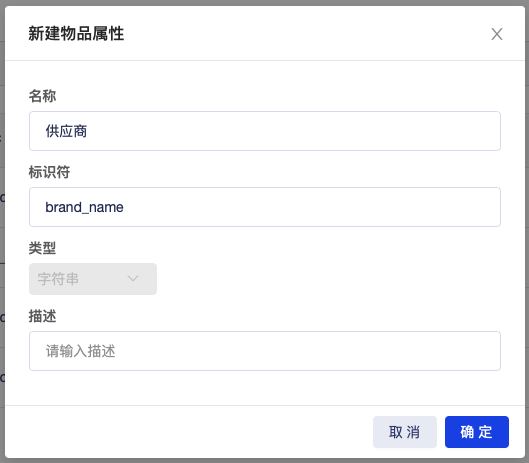 新建物品属性
名称
供应商
标识符
brand_name
类型
字符串
描述
请输入描述
取 消 确 定